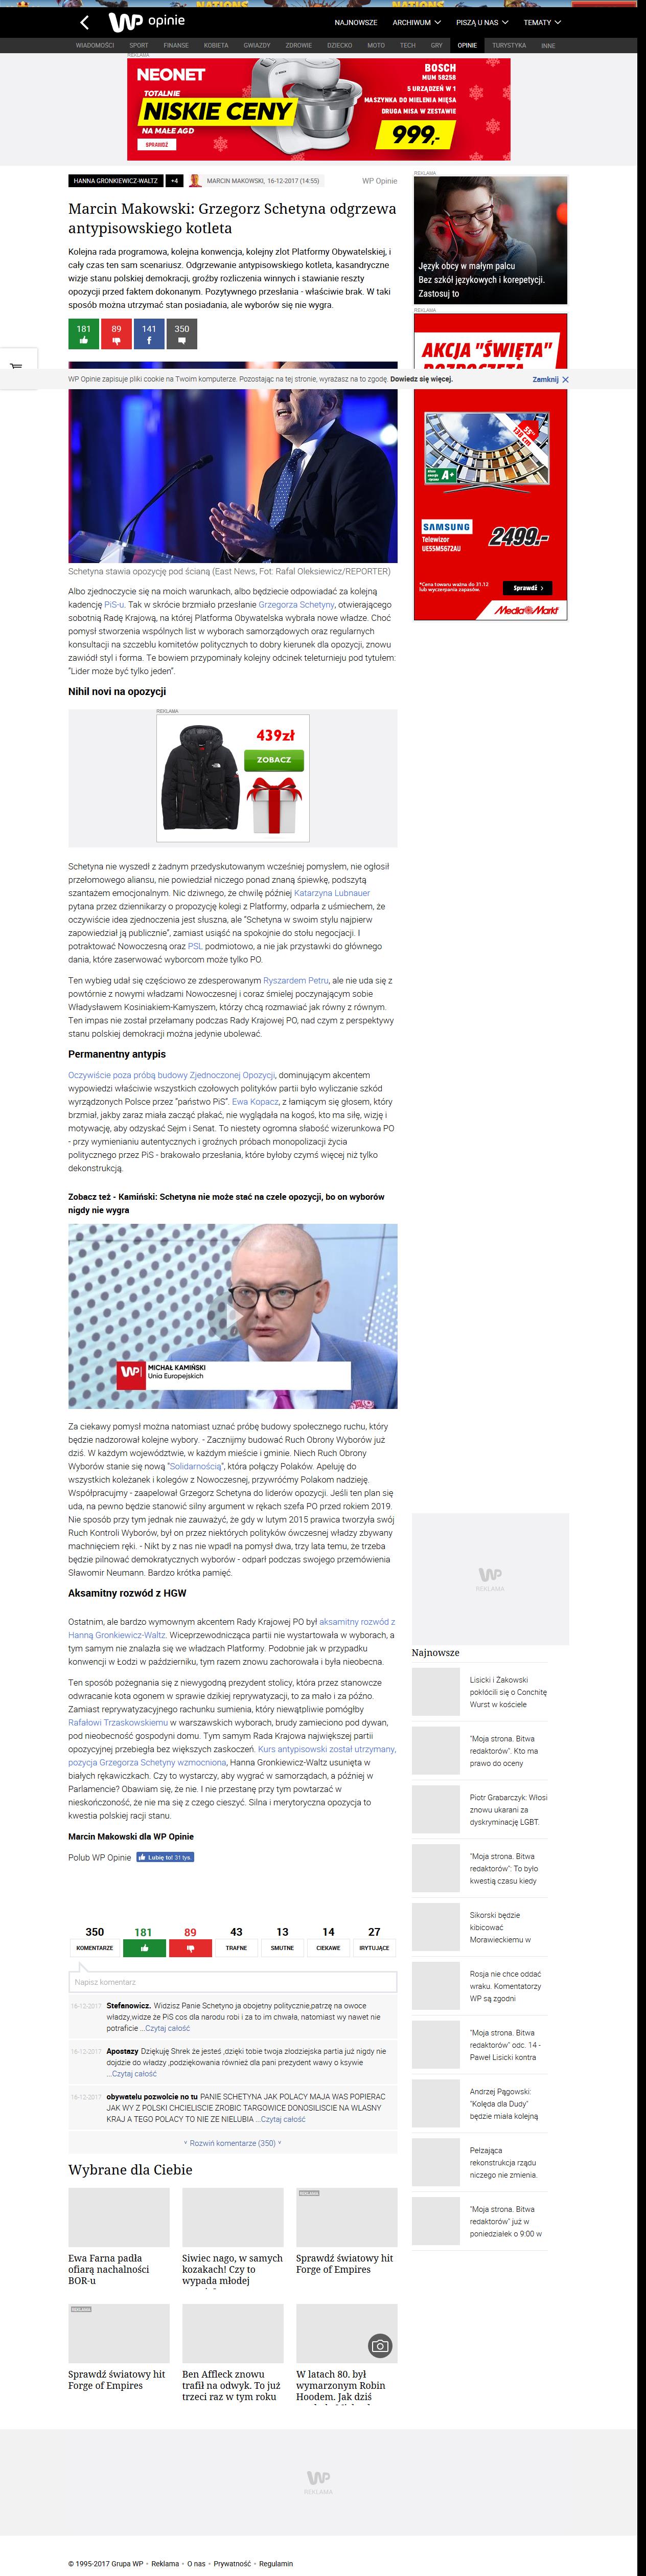 WP opinie
NAJNOWSZE ARCHIWUM PISZĄ U NAS TEMATY
WIADOMOŚCI SPORT FINANSE KOBIETA GWIAZDY ZDROWIE DZIECKO MOTO TECH GRY OPINIE TURYSTYKA INNE
REKLAMA
NEONET
TOTALNIE
NISKIE CENY
NA MAŁE AGD
SPRAWDŹ
BOSCH
MUM 58258
5 URZĄDZEŃ W 1
MASZYNKA DO MIELENIA MIĘSA
DRUGA MISA W ZESTAWIE
999,-
HANNA GRONKIEWICZ-WALTZ +4 MARCIN MAKOWSKI, 16-12-2017 (14:55) WP Opinie
Marcin Makowski: Grzegorz Schetyna odgrzewa
antypisowskiego kotleta
Kolejna rada programowa, kolejna konwencja, kolejny zlot Platformy Obywatelskiej, i
cały czas ten sam scenariusz. Odgrzewanie antypisowskiego kotleta, kasandryczne
wizje stanu polskiej demokracji, groźby rozliczenia winnych i stawianie reszty
opozycji przed faktem dokonanym. Pozytywnego przesłania - właściwie brak. W taki
sposób można utrzymać stan posiadania, ale wyborów się nie wygra.
181 89 141 350
REKLAMA
Język obcy w małym palcu
Bez szkół językowych i korepetycji.
Zastosuj to
REKLAMA
AKCJA "ŚWIĘTA"
WP Opinie zapisuje pliki cookie na Twoim komputerze. Pozostając na tej stronie, wyrażasz na to zgodę. Dowiedz się więcej. Zamknij
55"
138 cm
A+
SAMSUNG
Telewizor
UE55M5672AU
2499.-
*Cena towaru ważna do 31.12
lub wyczerpania zapasów.
Sprawdź
Media Markt
Schetyna stawia opozycję pod ścianą (East News, Fot: Rafal Oleksiewicz/REPORTER)
Albo zjednoczycie się na moich warunkach, albo będziecie odpowiadać za kolejną
kadencję PiS-u. Tak w skrócie brzmiało przesłanie Grzegorza Schetyny, otwierającego
sobotnią Radę Krajową, na której Platforma Obywatelska wybrała nowe władze. Choć
pomysł stworzenia wspólnych list w wyborach samorządowych oraz regularnych
konsultacji na szczeblu komitetów politycznych to dobry kierunek dla opozycji, znowu
zawiódł styl i forma. Te bowiem przypominały kolejny odcinek teleturnieju pod tytułem:
"Lider może być tylko jeden".
Nihil novi na opozycji
REKLAMA
439zł
ZOBACZ
Schetyna nie wyszedł z żadnym przedyskutowanym wcześniej pomysłem, nie ogłosił
przełomowego aliansu, nie powiedział niczego ponad znaną śpiewkę, podszytą
szantażem emocjonalnym. Nic dziwnego, że chwilę później Katarzyna Lubnauer
pytana przez dziennikarzy o propozycję kolegi z Platformy, odparła z uśmiechem, że
oczywiście idea zjednoczenia jest słuszna, ale "Schetyna w swoim stylu najpierw
zapowiedział ją publicznie", zamiast usiąść na spokojnie do stołu negocjacji. I
potraktować Nowoczesną oraz PSL podmiotowo, a nie jak przystawki do głównego
dania, które zaserwować wyborcom może tylko PO.
Ten wybieg udał się częściowo ze zdesperowanym Ryszardem Petru, ale nie uda się z
powtórnie z nowymi władzami Nowoczesnej i coraz śmielej poczynającym sobie
Władysławem Kosiniakiem-Kamyszem, którzy chcą rozmawiać jak równy z równym.
Ten impas nie został przełamany podczas Rady Krajowej PO, nad czym z perspektywy
stanu polskiej demokracji można jedynie ubolewać.
Permanentny antypis
Oczywiście poza próbą budowy Zjednoczonej Opozycji, dominującym akcentem
wypowiedzi właściwie wszystkich czołowych polityków partii było wyliczanie szkód
wyrządzonych Polsce przez "państwo PiS". Ewa Kopacz, z łamiącym się głosem, który
brzmiał, jakby zaraz miała zacząć płakać, nie wyglądała na kogoś, kto ma siłę, wizję i
motywację, aby odzyskać Sejm i Senat. To niestety ogromna słabość wizerunkowa PO
- przy wymienianiu autentycznych i groźnych próbach monopolizacji życia
politycznego przez PiS - brakowało przesłania, które byłoby czymś więcej niż tylko
dekonstrukcją.
Zobacz też - Kamiński: Schetyna nie może stać na czele opozycji, bo on wyborów
nigdy nie wygra
WP MICHAŁ KAMIŃSKI
Unia Europejskich
Za ciekawy pomysł można natomiast uznać próbę budowy społecznego ruchu, który
będzie nadzorował kolejne wybory. - Zacznijmy budować Ruch Obrony Wyborów już
dziś. W każdym województwie, w każdym mieście i gminie. Niech Ruch Obrony
Wyborów stanie się nową "Solidarnością", która połączy Polaków. Apeluję do
wszystkich koleżanek i kolegów z Nowoczesnej, przywróćmy Polakom nadzieję.
Współpracujmy - zaapelował Grzegorz Schetyna do liderów opozycji. Jeśli ten plan się
uda, na pewno będzie stanowić silny argument w rękach szefa PO przed rokiem 2019.
Nie sposób przy tym jednak nie zauważyć, że gdy w lutym 2015 prawica tworzyła swój
Ruch Kontroli Wyborów, był on przez niektórych polityków ówczesnej władzy zbywany
machnięciem ręki. - Nikt by z nas nie wpadł na pomysł dwa, trzy lata temu, że trzeba
będzie pilnować demokratycznych wyborów - odparł podczas swojego przemówienia
Sławomir Neumann. Bardzo krótka pamięć.
Aksamitny rozwód z HGW
Ostatnim, ale bardzo wymownym akcentem Rady Krajowej PO był aksamitny rozwód z
Hanną Gronkiewicz-Waltz. Wiceprzewodnicząca partii nie wystartowała w wyborach, a
tym samym nie znalazła się we władzach Platformy. Podobnie jak w przypadku
konwencji w Łodzi w październiku, tym razem znowu zachorowała i była nieobecna.
Ten sposób pożegnania się z niewygodną prezydent stolicy, która przez stanowcze
odwracanie kota ogonem w sprawie dzikiej reprywatyzacji, to za mało i za późno.
Zamiast reprywatyzacyjnego rachunku sumienia, który niewątpliwie pomógłby
Rafałowi Trzaskowskiemu w warszawskich wyborach, brudy zamieciono pod dywan,
pod nieobecność gospodyni domu. Tym samym Rada Krajowa największej partii
opozycyjnej przebiegła bez większych zaskoczeń. Kurs antypisowski został utrzymany,
pozycja Grzegorza Schetyny wzmocniona, Hanna Gronkiewicz-Waltz usunięta w
białych rękawiczkach. Czy to wystarczy, aby wygrać w samorządach, a później w
Parlamencie? Obawiam się, że nie. I nie przestanę przy tym powtarzać w
nieskończoność, że nie ma się z czego cieszyć. Silna i merytoryczna opozycja to
kwestia polskiej racji stanu.
Marcin Makowski dla WP Opinie
Polub WP Opinie Lubię to! 31 tys.
WP
REKLAMA
Najnowsze
Lisicki i Żakowski
pokłócili się o Conchitę
Wurst w kościele
"Moja strona. Bitwa
redaktorów". Kto ma
prawo do oceny
Piotr Grabarczyk: Włosi
znowu ukarani za
dyskryminację LGBT.
"Moja strona. Bitwa
redaktorów": To było
kwestią czasu kiedy
Sikorski będzie
kibicować
Morawieckiemu w
Rosja nie chce oddać
wraku. Komentatorzy
WP są zgodni
"Moja strona. Bitwa
redaktorów" odc. 14 -
Paweł Lisicki kontra
Andrzej Pągowski:
"Kolęda dla Dudy"
będzie miała kolejną
Pełzająca
rekonstrukcja rządu
niczego nie zmienia.
"Moja strona. Bitwa
redaktorów" już w
poniedziałek o 9:00 w
350 181 89 43 13 14 27
KOMENTARZE TRAFNE SMUTNE CIEKAWE IRYTUJĄCE
Napisz komentarz
16-12-2017 Stefanowicz. Widzisz Panie Schetyno ja obojetny politycznie,patrzę na owoce
władzy,widze że PiS cos dla narodu robi i za to im chwała, natomiast wy nawet nie
potraficie ...Czytaj całość
16-12-2017 Apostazy Dziękuję Shrek że jesteś ,dzięki tobie twoja złodziejska partia już nigdy nie
dojdzie do władzy ,podziękowania również dla pani prezydent wawy o ksywie
...Czytaj całość
16-12-2017 obywatelu pozwolcie no tu PANIE SCHETYNA JAK POLACY MAJA WAS POPIERAC
JAK WY Z POLSKI CHCIELISCIE ZROBIC TARGOWICE DONOSILISCIE NA WLASNY
KRAJ A TEGO POLACY TO NIE ZE NIELUBIA ...Czytaj całość
Rozwiń komentarze (350)
Wybrane dla Ciebie
Ewa Farna padła
ofiarą nachalności
BOR-u
Siwiec nago, w samych
kozakach! Czy to
wypada młodej
REKLAMA
Sprawdź światowy hit
Forge of Empires
REKLAMA
Sprawdź światowy hit
Forge of Empires
Ben Affleck znowu
trafił na odwyk. To już
trzeci raz w tym roku
W latach 80. był
wymarzonym Robin
Hoodem. Jak dziś
WP
REKLAMA
© 1995-2017 Grupa WP • Reklama • O nas • Prywatność • Regulamin